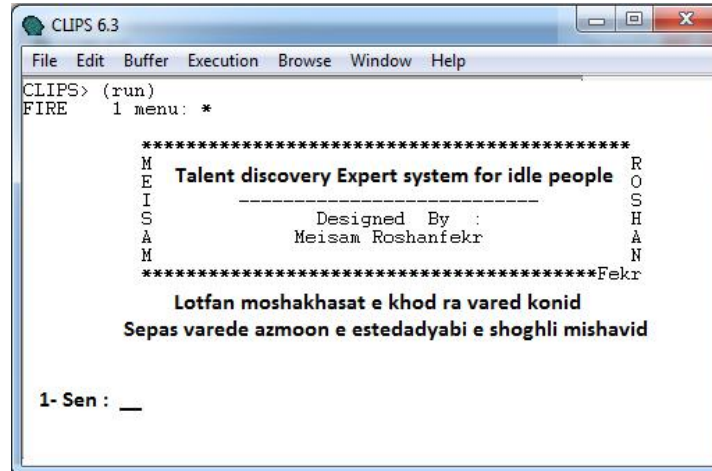 CLIPS 6.3
File Edit Buffer Execution Browse Window Help
CLIPS> (run)
FIRE 1 menu: *
*********************************************
MEISAM
Talent discovery Expert system for idle people
----------------------------
Designed By :
Meisam Roshanfekr
ROSHAN
******************************************Fekr
Lotfan moshakhasat e khod ra vared konid
Sepas varede azmoon e estedadyabi e shoghli mishavid
1- Sen : __